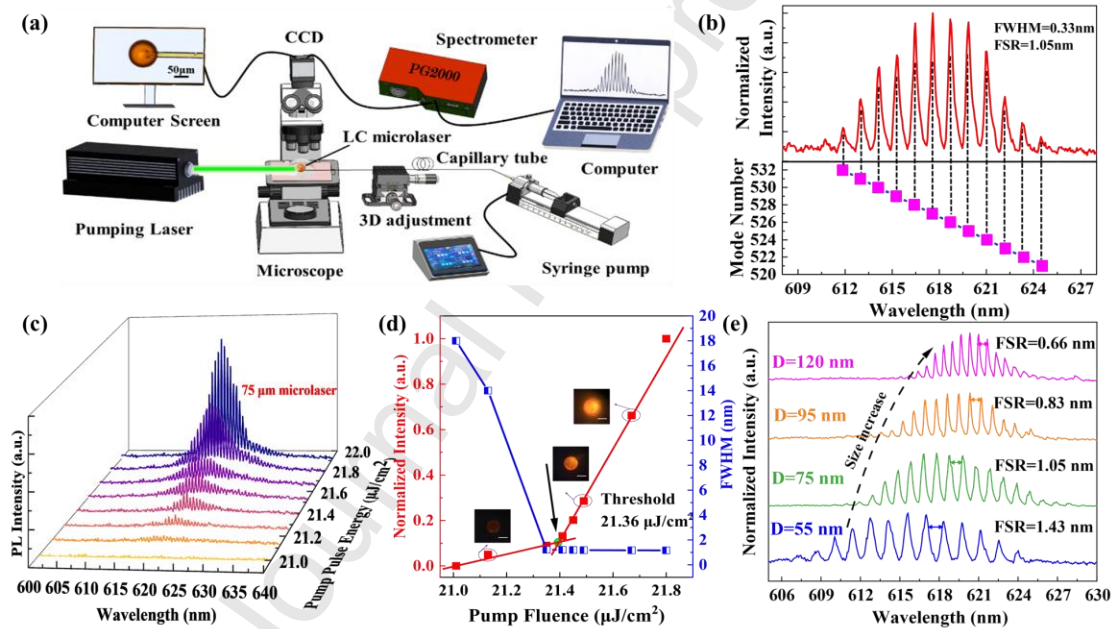 (a)
50μm
Computer Screen
CCD
Spectrometer
PG2000
LC microlaser
Capillary tube
Computer
Pumping Laser
3D adjustment
Microscope
Syringe pump
(b)
FWHM=0.33nm
FSR=1.05nm
Normalized
Intensity (a.u.)
Mode Number
532
530
528
526
524
522
520
609 612 615 618 621 624 627
Wavelength (nm)
(c)
75 μm microlaser
PL Intensity (a.u.)
22.0
21.8
21.6
21.4
21.2
21.0
Pump Pulse Energy (μJ/cm²)
600 605 610 615 620 625 630 635 640
Wavelength (nm)
(d)
Normalized Intensity (a.u.)
1.0
0.8
0.6
0.4
0.2
0.0
Threshold
21.36 μJ/cm²
20
18
16
14
12
10
8
6
4
2
0
FWHM (nm)
21.0 21.2 21.4 21.6 21.8
Pump Fluence (μJ/cm²)
(e)
Normalized Intensity (a.u.)
D=120 nm
FSR=0.66 nm
D=95 nm
FSR=0.83 nm
Size increase
D=75 nm
FSR=1.05 nm
D=55 nm
FSR=1.43 nm
605 608 610 613 615 618 620 623 625 628 630
Wavelength (nm)